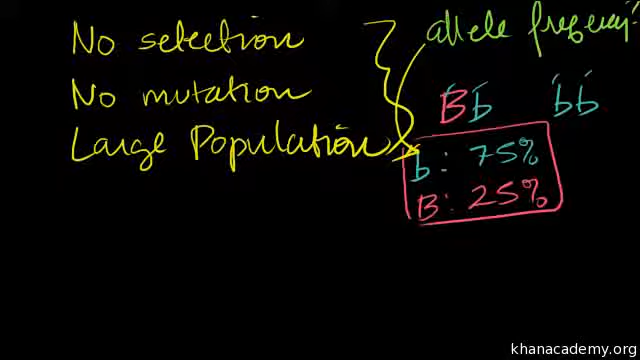 No selection
allele frequency
No mutation
Bb bb
Large Population
b: 75%
B: 25%
khanacademy.org